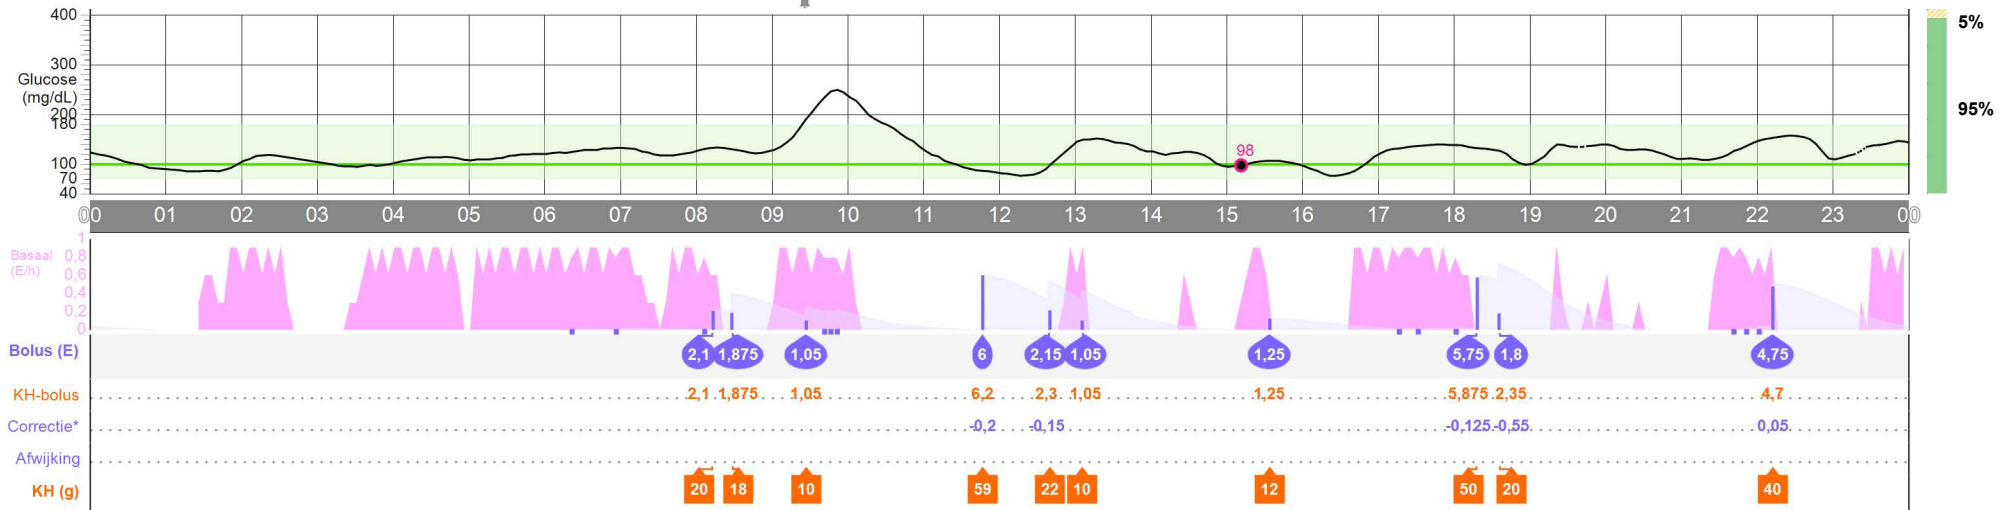 400
300
Glucose
(mg/dL)
200
180
100
70
40
5%
95%
98
00 01 02 03 04 05 06 07 08 09 10 11 12 13 14 15 16 17 18 19 20 21 22 23 00
Basaal
(E/h)
1
0,8
0,6
0,4
0,2
0
Bolus (E) 2,1 1,875 1,05 6 2,15 1,05 1,25 5,75 1,8 4,75
KH-bolus 2,1 1,875 1,05 6,2 2,3 1,05 1,25 5,875 2,35 4,7
Correctie* -0,2 -0,15 -0,125 -0,55 0,05
Afwijking
KH (g) 20 18 10 59 22 10 12 50 20 40